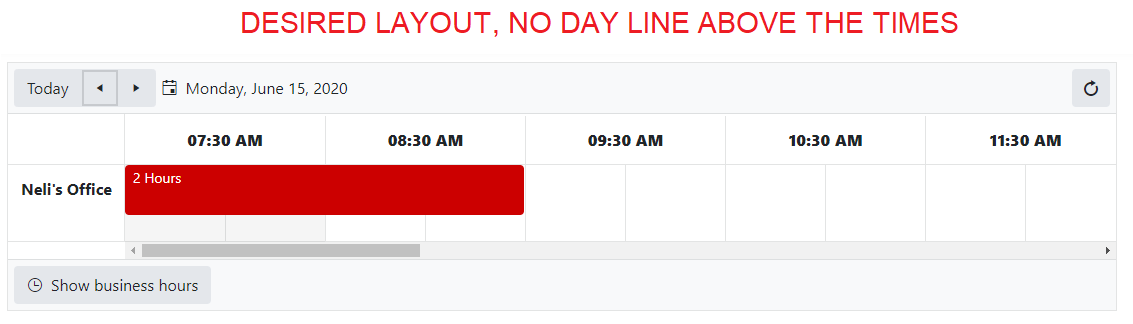 DESIRED LAYOUT, NO DAY LINE ABOVE THE TIMES
Today Monday, June 15, 2020
07:30 AM 08:30 AM 09:30 AM 10:30 AM 11:30 AM
Neli's Office 2 Hours
Show business hours